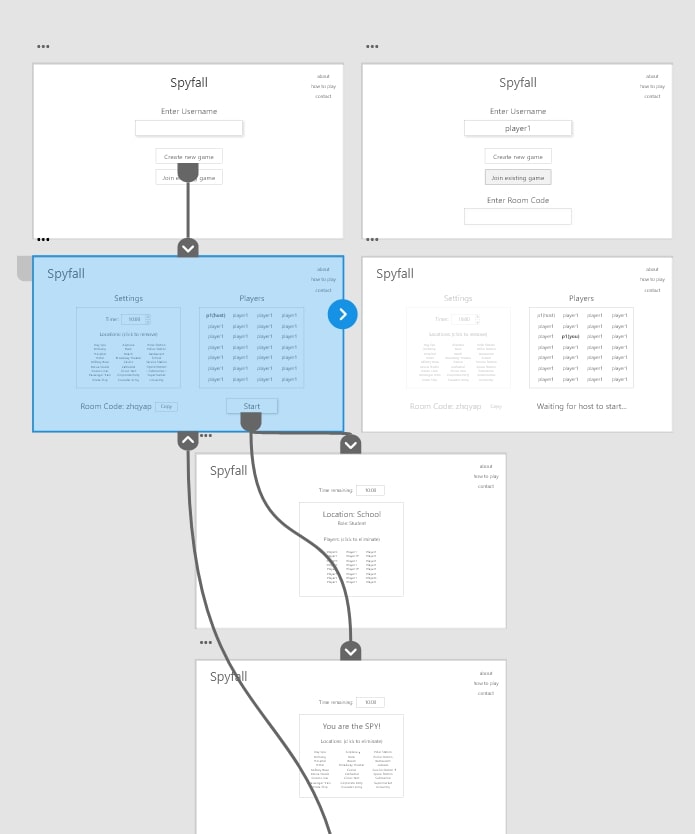 Spyfall
about
how to play
contact
Enter Username
Create new game
Join existing game
Spyfall
about
how to play
contact
Enter Username
player1
Create new game
Join existing game
Enter Room Code
Spyfall
about
how to play
contact
Settings
Time: 10:00
Locations: (click to remove)
Players
p1(host) player1 player1 player1
player1 player1 player1 player1
player1 player1 player1 player1
player1 player1 player1 player1
player1 player1 player1 player1
player1 player1 player1 player1
player1 player1 player1 player1
Room Code: zhqyap Copy
Start
Spyfall
about
how to play
contact
Settings
Time: 10:00
Locations: (click to remove)
Players
p1(host) player1 player1 player1
player1 player1 player1 player1
player1 p1(you) player1 player1
player1 player1 player1 player1
player1 player1 player1 player1
player1 player1 player1 player1
player1 player1 player1 player1
Room Code: zhqyap Copy
Waiting for host to start...
Spyfall
about
how to play
contact
Time remaining: 10:00
Location: School
Role: Student
Players: (click to eliminate)
Spyfall
about
how to play
contact
Time remaining: 10:00
You are the SPY!
Locations: (click to eliminate)